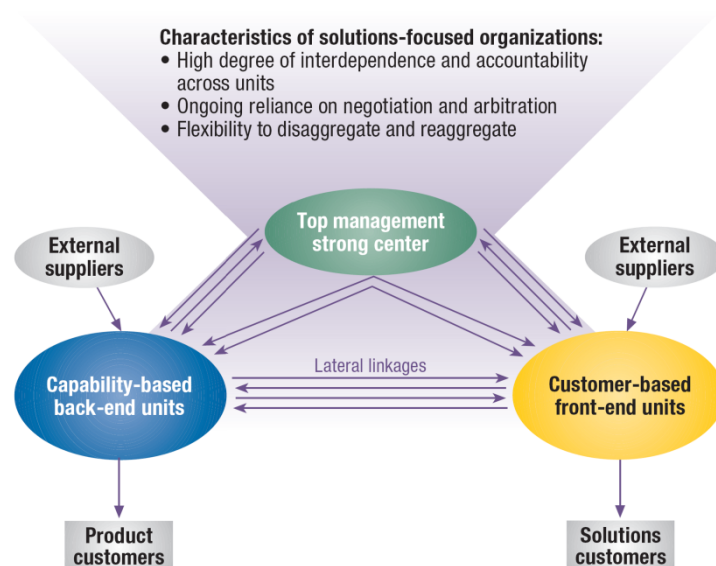 Characteristics of solutions-focused organizations:
• High degree of interdependence and accountability
across units
• Ongoing reliance on negotiation and arbitration
• Flexibility to disaggregate and reaggregate
Top management
strong center
External
suppliers
External
suppliers
Lateral linkages
Capability-based
back-end units
Customer-based
front-end units
Product
customers
Solutions
customers